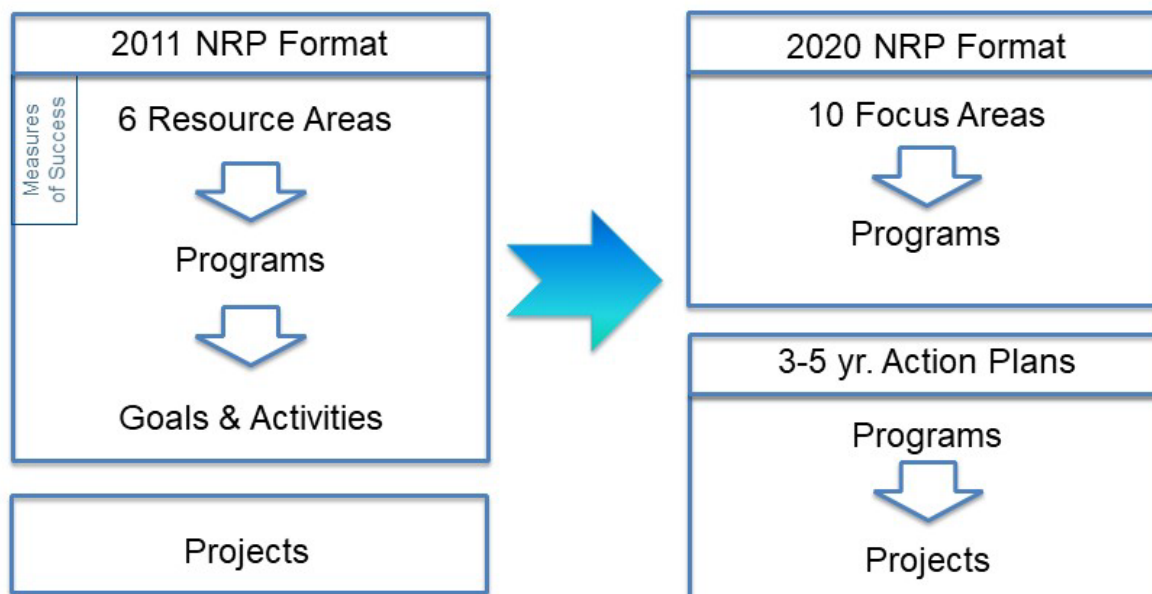 2011 NRP Format
Measures
of Success
6 Resource Areas
Programs
Goals & Activities
Projects
2020 NRP Format
10 Focus Areas
Programs
3-5 yr. Action Plans
Programs
Projects